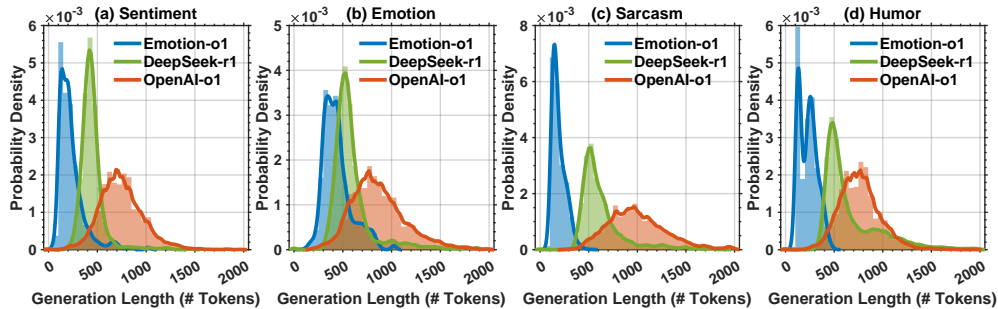 (a) Sentiment
×10⁻³
Probability Density
6
5
4
3
2
1
0
Emotion-o1
DeepSeek-r1
OpenAI-o1
0
500
1000
1500
2000
Generation Length (# Tokens)
(b) Emotion
×10⁻³
Probability Density
5
4
3
2
1
0
Emotion-o1
DeepSeek-r1
OpenAI-o1
0
500
1000
1500
2000
Generation Length (# Tokens)
(c) Sarcasm
×10⁻³
Probability Density
8
6
4
2
0
Emotion-o1
DeepSeek-r1
OpenAI-o1
0
500
1000
1500
2000
Generation Length (# Tokens)
(d) Humor
×10⁻³
Probability Density
6
5
4
3
2
1
0
Emotion-o1
DeepSeek-r1
OpenAI-o1
0
500
1000
1500
2000
Generation Length (# Tokens)